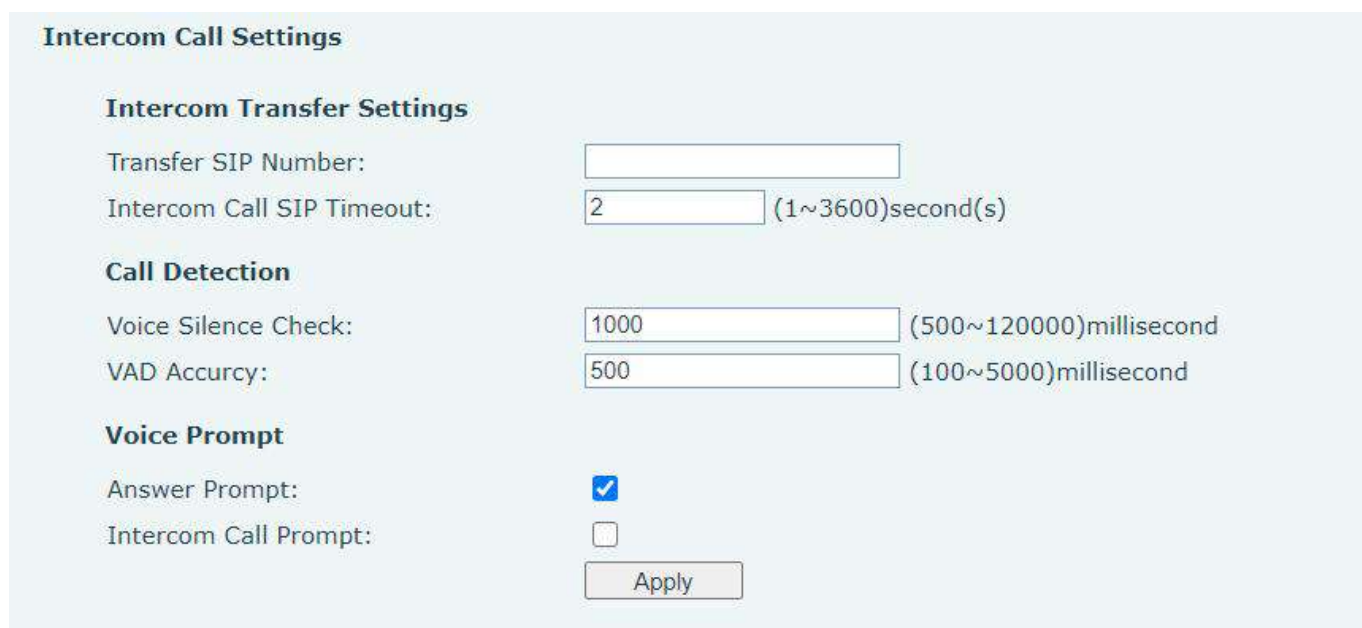 Intercom Call Settings
Intercom Transfer Settings
Transfer SIP Number:
Intercom Call SIP Timeout: 2 (1~3600)second(s)
Call Detection
Voice Silence Check: 1000 (500~120000)millisecond
VAD Accurcy: 500 (100~5000)millisecond
Voice Prompt
Answer Prompt:
Intercom Call Prompt:
Apply